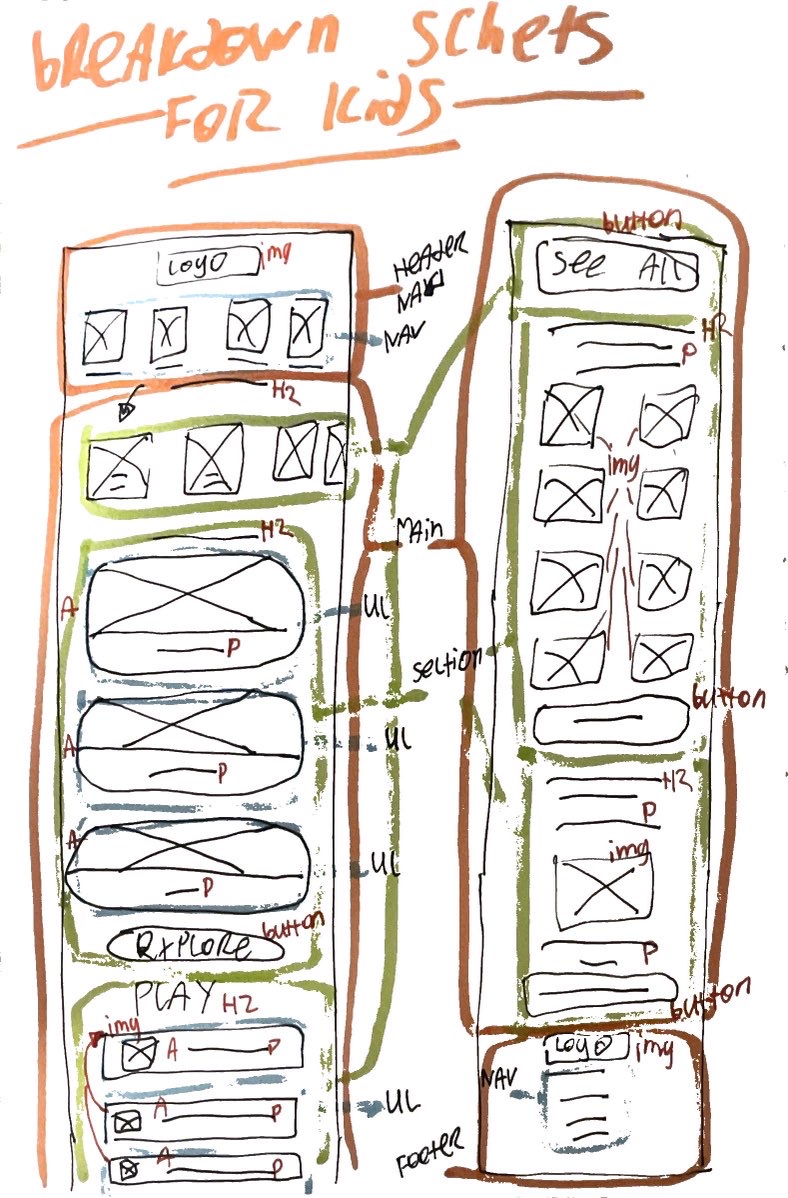 bREAKdown SCHETS
FOR KidS
LOGO img
HEADER
NAV
NAV
H2
H2
A
P
UL
MAin
section
A
P
UL
A
P
UL
EXPLORE button
PLAY H2
img
A P
A P
A P
UL
button
SEE All
H2
P
img
button
H2
P
img
P
button
LOGO img
NAV
FOOTER